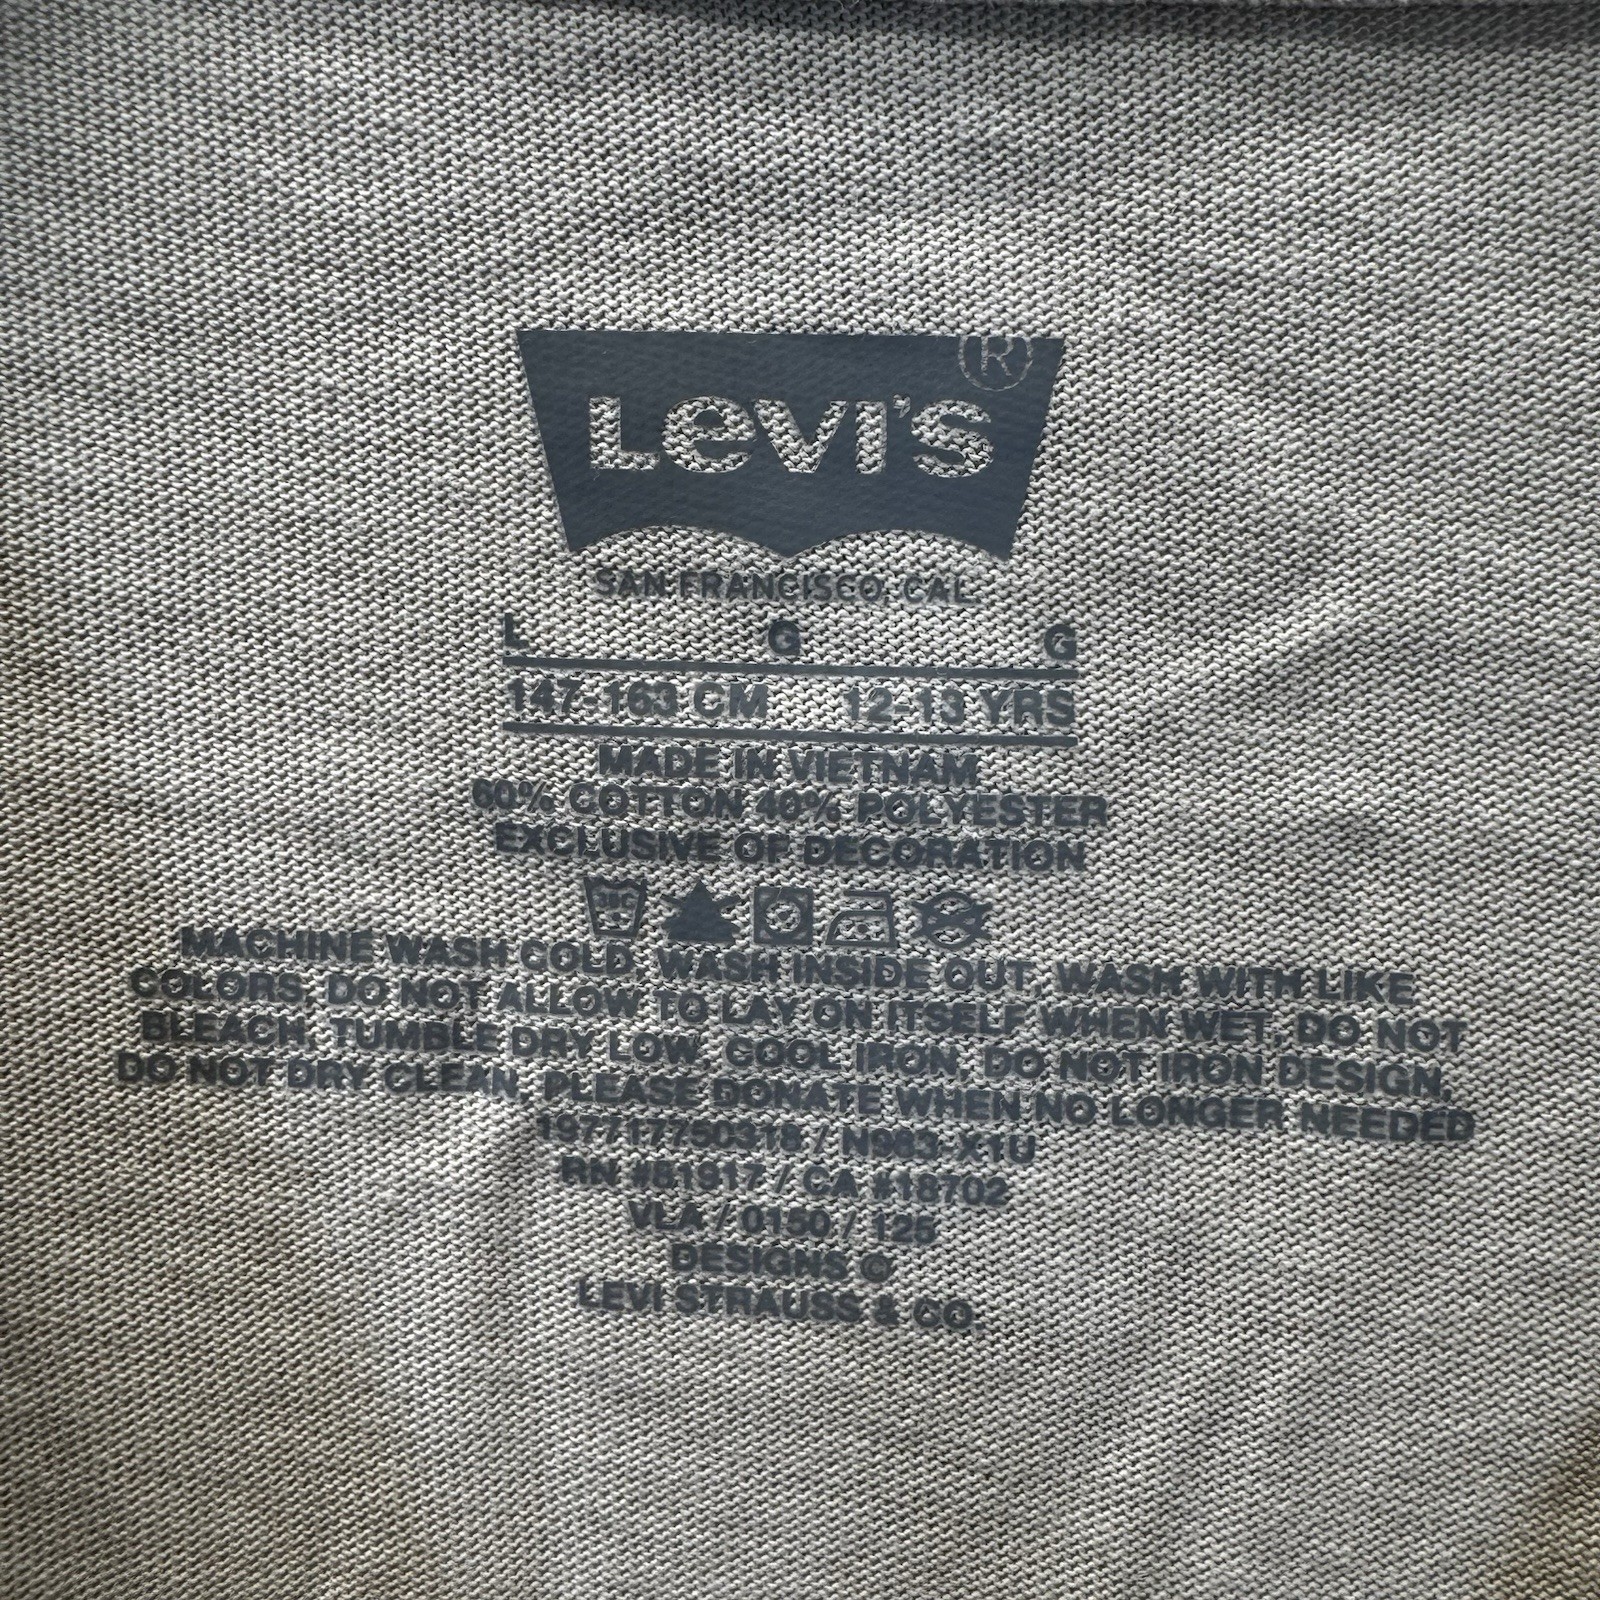 ®
Levi's
SAN FRANCISCO, CAL.
L G G
147-163 CM 12-13 YRS
MADE IN VIETNAM
60% COTTON 40% POLYESTER
EXCLUSIVE OF DECORATION
30C
MACHINE WASH COLD, WASH INSIDE OUT, WASH WITH LIKE
COLORS, DO NOT ALLOW TO LAY ON ITSELF WHEN WET, DO NOT
BLEACH, TUMBLE DRY LOW, COOL IRON, DO NOT IRON DESIGN,
DO NOT DRY CLEAN, PLEASE DONATE WHEN NO LONGER NEEDED
197717750318 / N983-X1U
RN #81917 / CA #18702
VLA / 0150 / 125
DESIGNS ©
LEVI STRAUSS & CO.